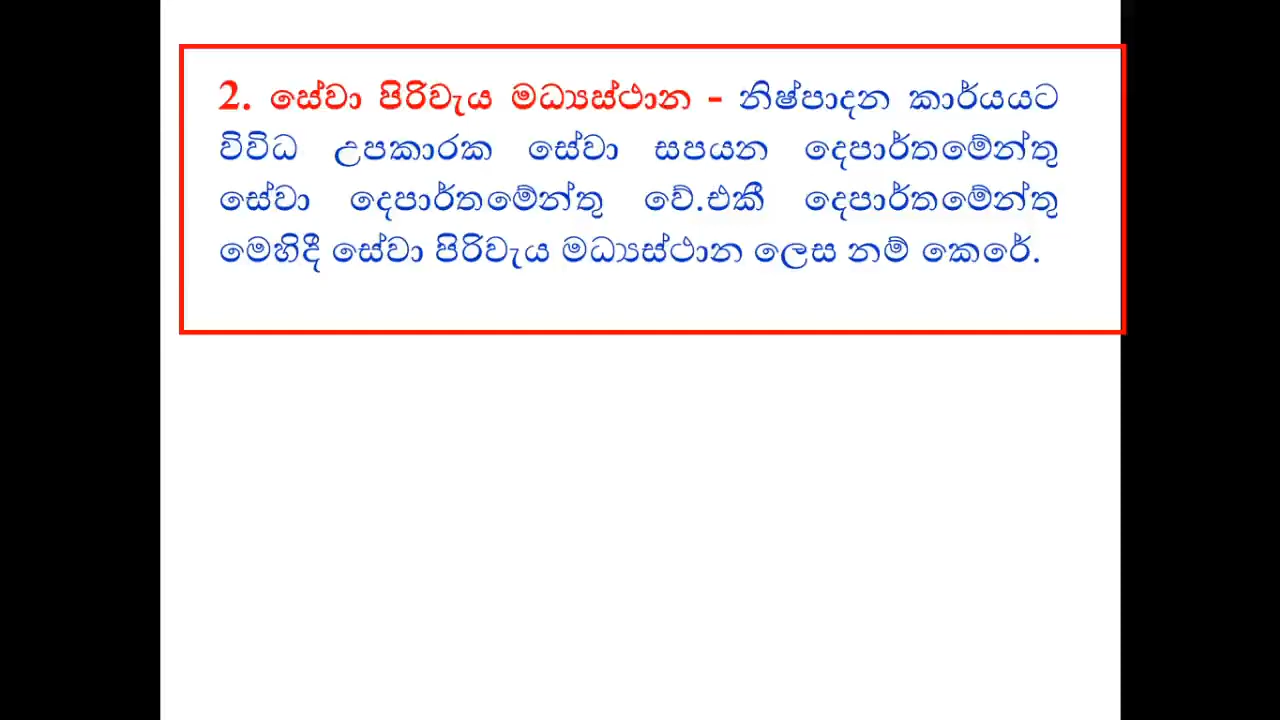 2. සේවා පිරිවැය මධ්‍යස්ථාන - නිෂ්පාදන කාර්යයට
විවිධ උපකාරක සේවා සපයන දෙපාර්තමේන්තු
සේවා දෙපාර්තමේන්තු වේ.එකී දෙපාර්තමේන්තු
මෙහිදී සේවා පිරිවැය මධ්‍යස්ථාන ලෙස නම් කෙරේ.